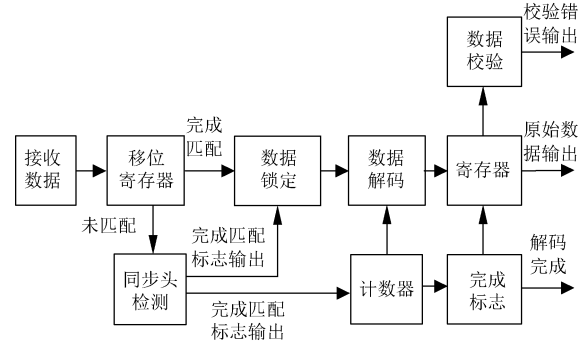 校验错
误输出
数据
校验
完成
匹配
原始数
据输出
接收
数据
移位
寄存器
数据
锁定
数据
解码
寄存器
未匹配
完成匹配
标志输出
解码
完成
同步头
检测
计数器
完成
标志
完成匹配
标志输出